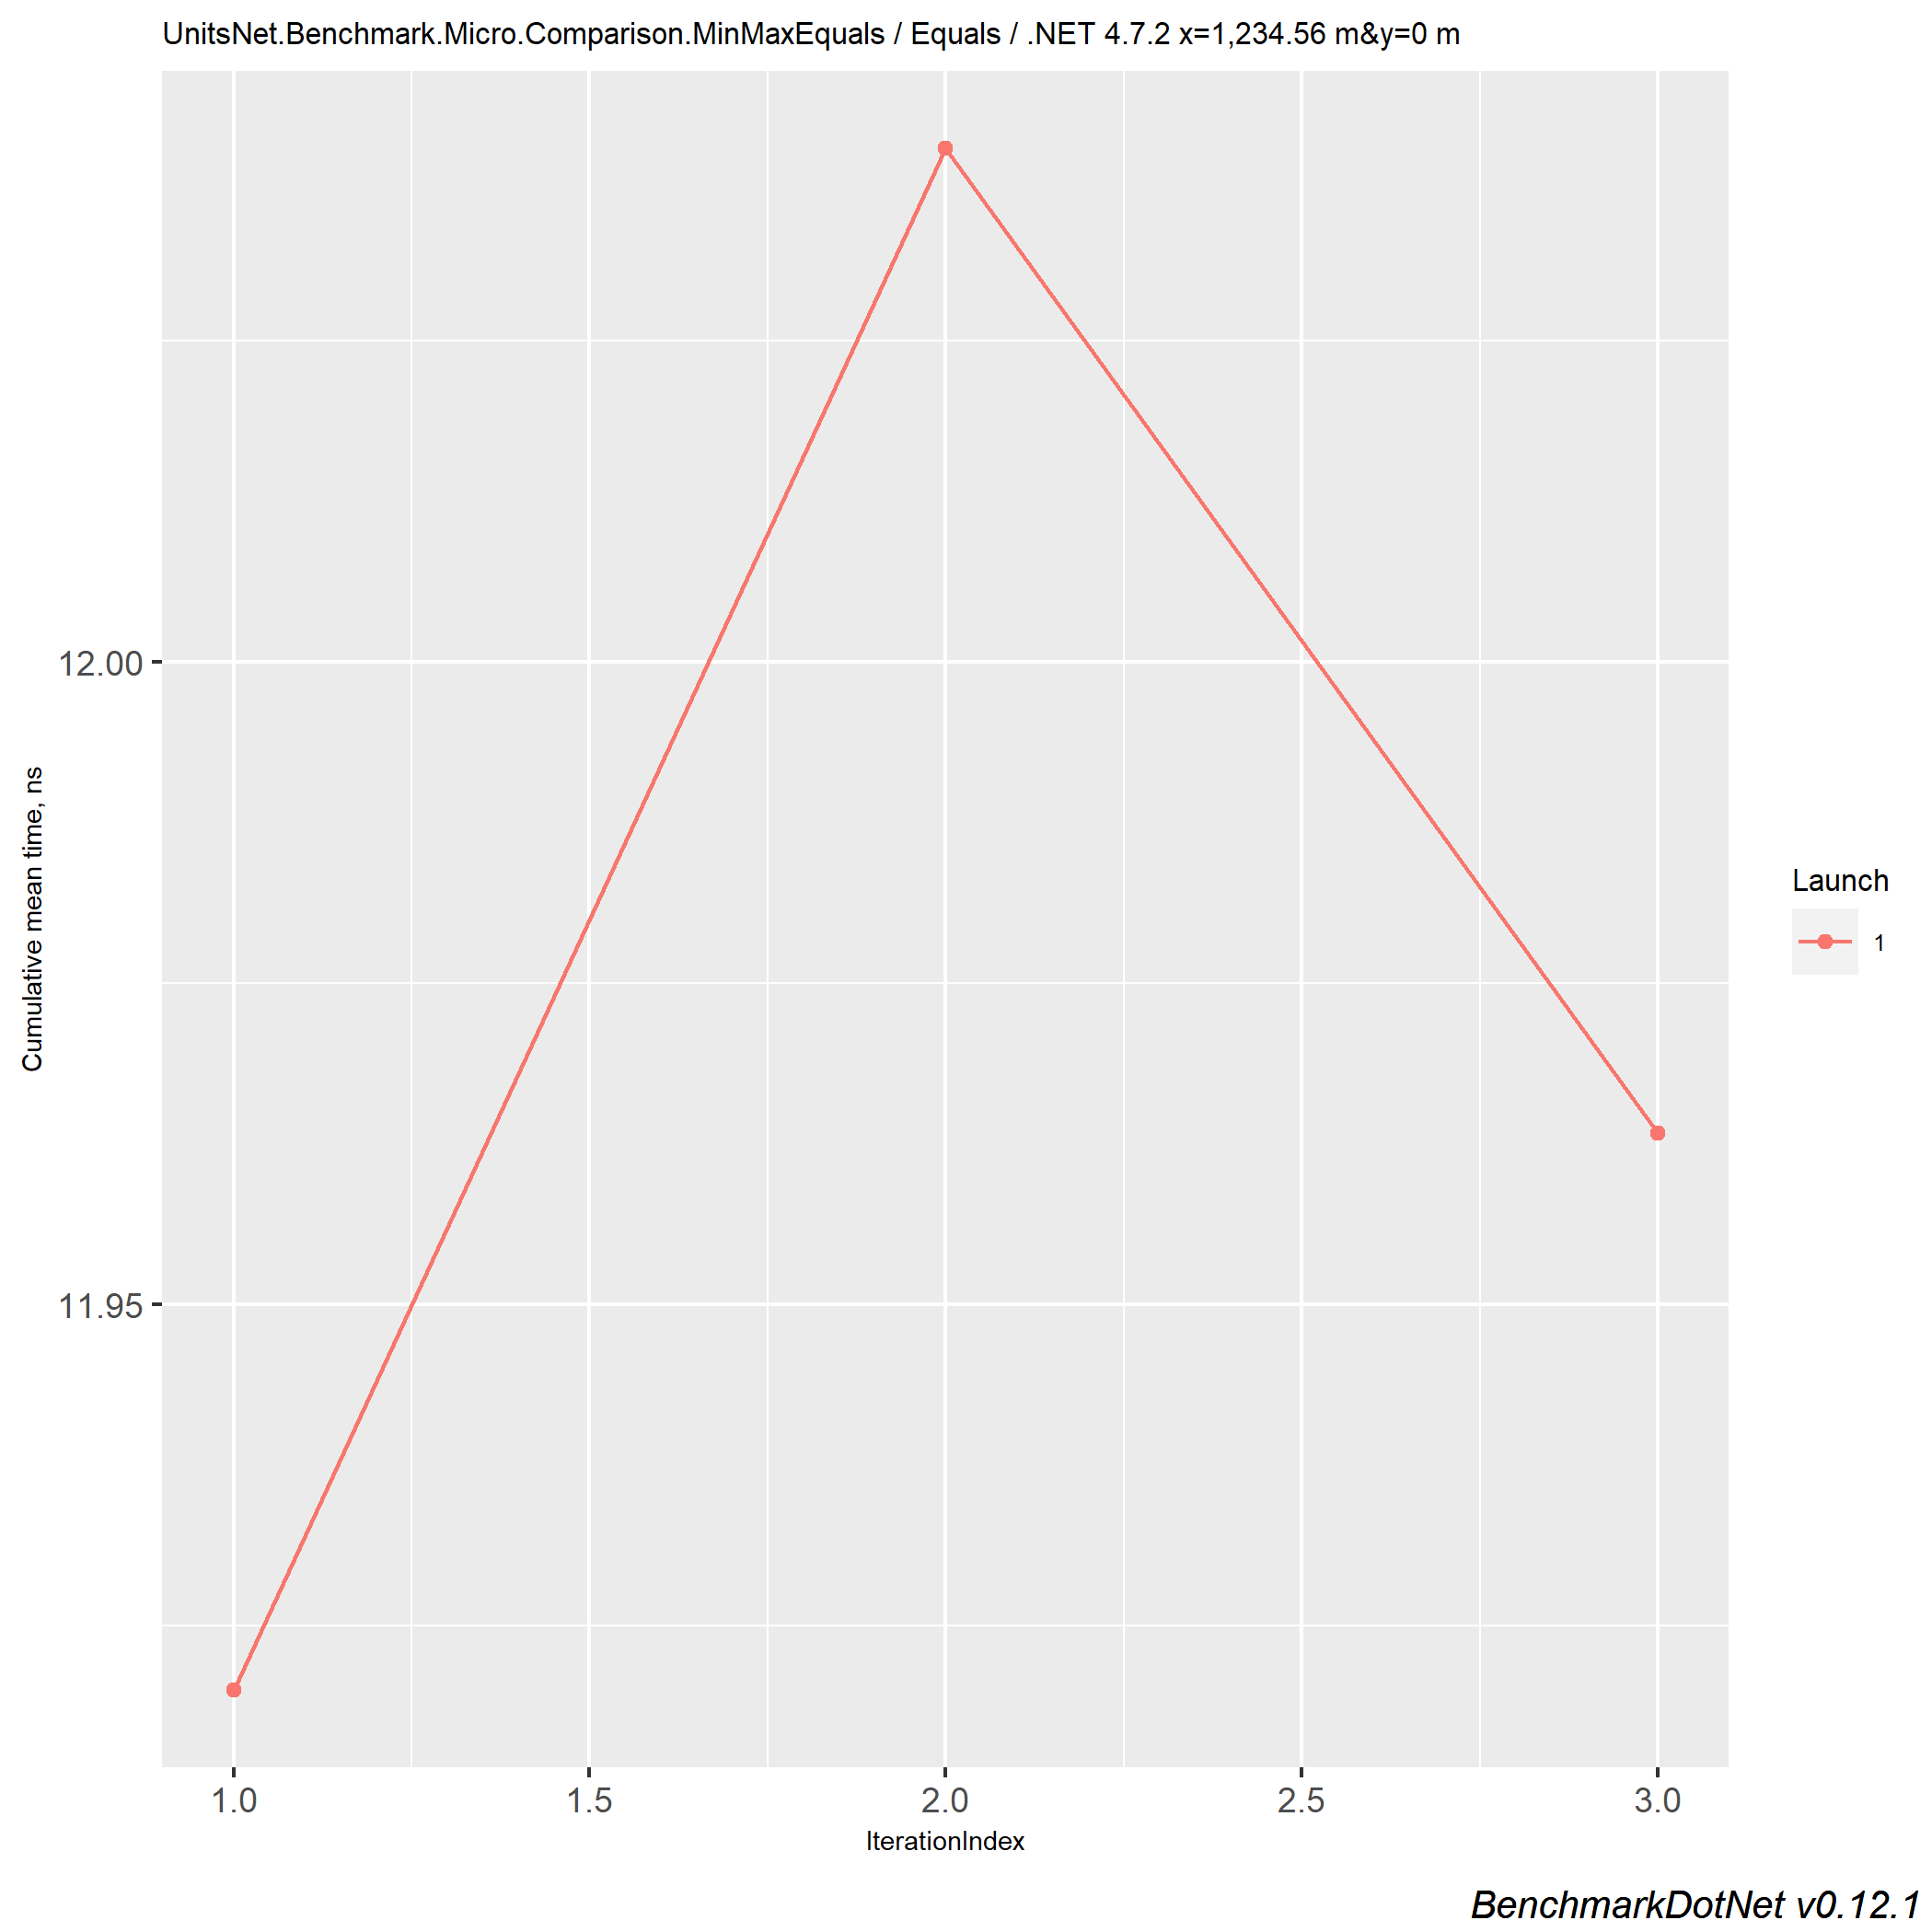 UnitsNet.Benchmark.Micro.Comparison.MinMaxEquals / Equals / .NET 4.7.2 x=1,234.56 m&y=0 m
12.00
11.95
Cumulative mean time, ns
1.0 1.5 2.0 2.5 3.0
IterationIndex
Launch
1
BenchmarkDotNet v0.12.1